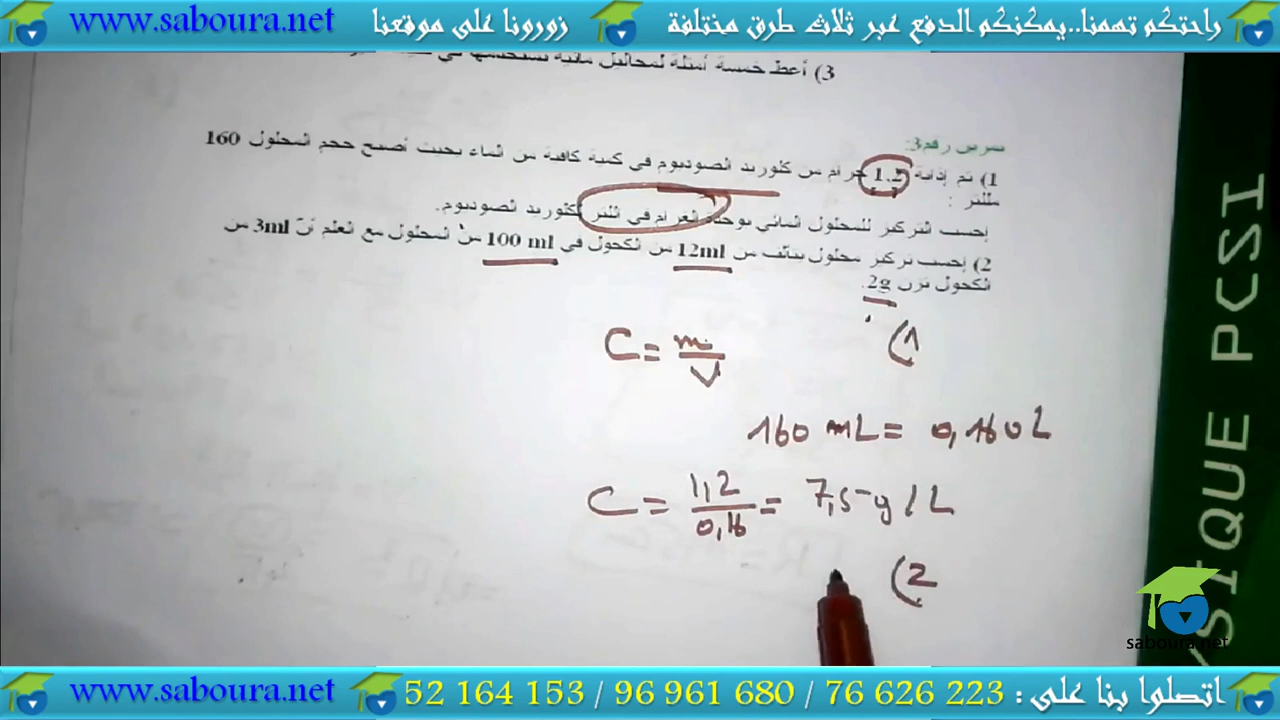 www.saboura.net زورونا على موقعنا راحتكم تهمنا..يمكنكم الدفع عبر ثلاث طرق مختلفة
3) أعط خمسة أمثلة لمحاليل مائية نستخدمها في
تمرين رقم3:
1) تم إذابة 1.2 جرام من كلوريد الصوديوم في كمية كافية من الماء بحيث أصبح حجم المحلول 160
مللتر :
إحسب التركيز للمحلول المائي بوحدة الغرام في اللتر لكلوريد الصوديوم.
2) إحسب تركيز محلول يتألف من 12ml من الكحول في 100 ml من المحلول مع العلم أنّ 3ml من
الكحول تزن 2g.
(1
C = m/V
160 mL = 0,160 L
C = 1,2/0,16 = 7,5 g/L
(2
YSIQUE PCSI
saboura.net
www.saboura.net اتصلوا بنا على : 52 164 153 / 96 961 680 / 76 626 223